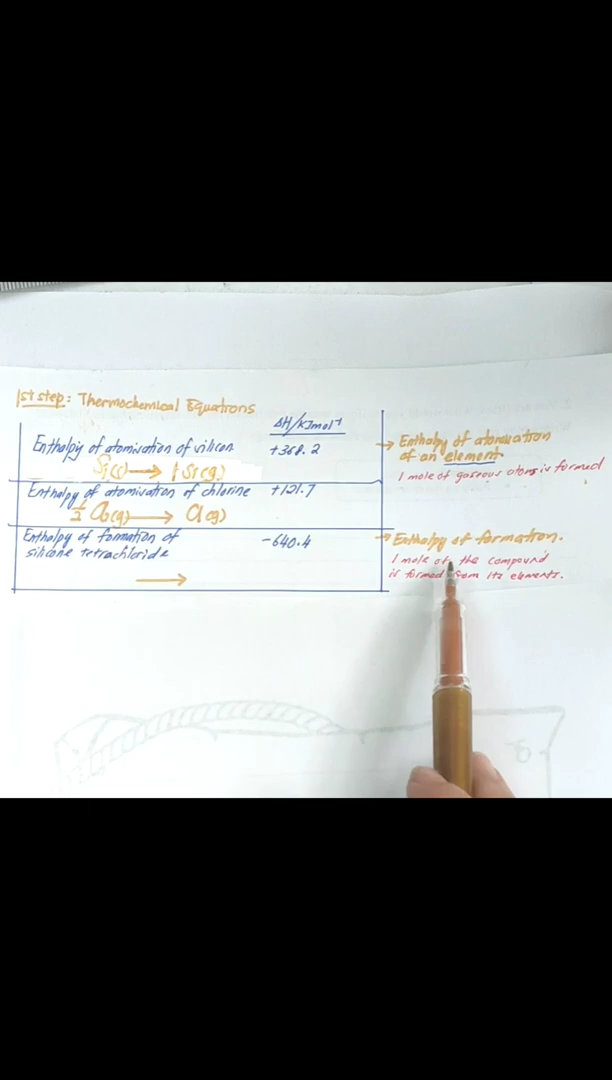 1st step: Thermochemical Equations
ΔH/kJmol⁻¹
Enthalpy of atomisation of silicon +368.2
Si(s) → 1 Si(g)
Enthalpy of atomisation of chlorine +121.7
½ Cl₂(g) → Cl(g)
Enthalpy of formation of -640.4
silicone tetrachloride
→
→ Enthalpy of atomisation
of an element
1 mole of gaseous atoms is formed
→ Enthalpy of formation.
1 mole of the compound
is formed from its elements.